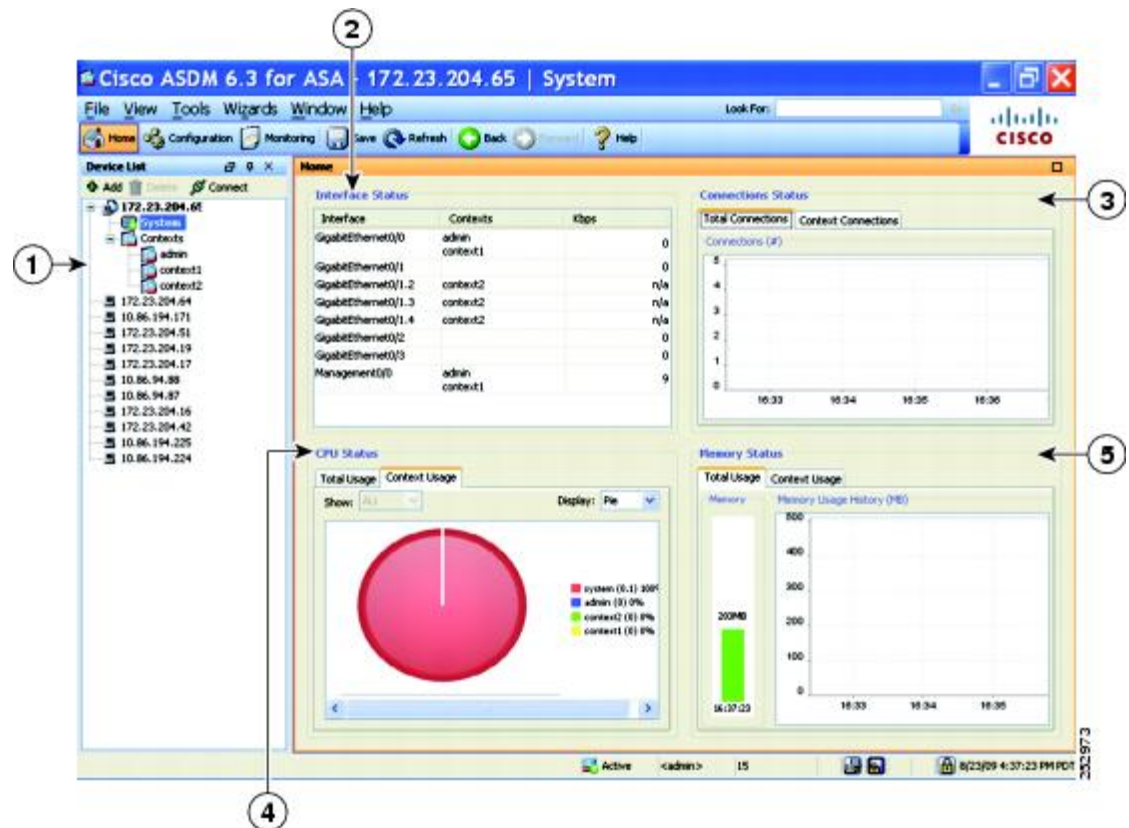 2
Cisco ASDM 6.3 for ASA - 172.23.204.65 | System
File View Tools Wizards Window Help
Look For:
Home Configuration Monitoring Save Refresh Back Forward Help
CISCO
Device List
Add Delete Connect
172.23.204.65
System
Contexts
admin
context1
context2
172.23.204.64
10.86.194.171
172.23.204.51
172.23.204.19
172.23.204.17
10.86.94.88
10.86.94.87
172.23.204.16
172.23.204.42
10.86.194.225
10.86.194.224
1
Home
Interface Status
Interface Contexts Kbps
GigabitEthernet0/0 admin 0
context1
GigabitEthernet0/1 0
GigabitEthernet0/1.2 context2 n/a
GigabitEthernet0/1.3 context2 n/a
GigabitEthernet0/1.4 context2 n/a
GigabitEthernet0/2 0
GigabitEthernet0/3 0
Management0/0 admin 9
context1
Connections Status
3
Total Connections Context Connections
Connections (#)
5
4
3
2
1
0
16:33 16:34 16:35 16:36
CPU Status
Total Usage Context Usage
Show: ALL Display: Pie
system (0.1) 100%
admin (0) 0%
context2 (0) 0%
context1 (0) 0%
Memory Status
5
Total Usage Context Usage
Memory
203MB
16:37:23
Memory Usage History (MB)
500
400
300
200
100
0
16:33 16:34 16:35
Active <admin> 15 8/23/09 4:37:23 PM PDT
252973
4